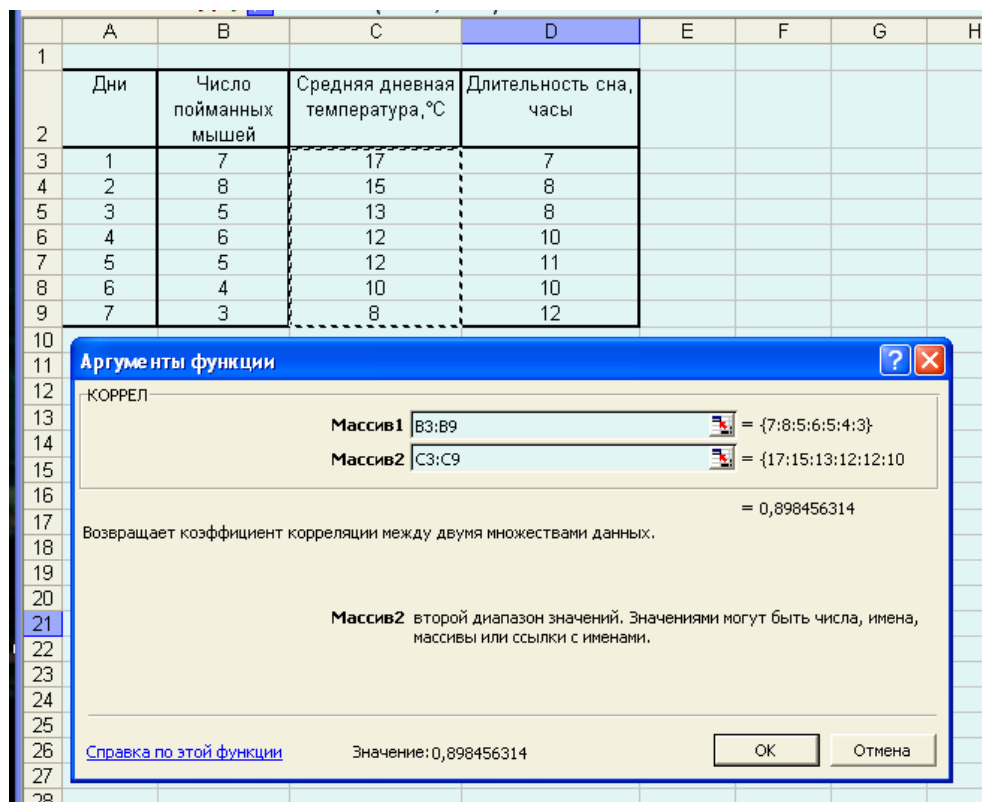 A B C D E F G H
1
Дни Число пойманных мышей Средняя дневная температура,°C Длительность сна, часы
2
3 1 7 17 7
4 2 8 15 8
5 3 5 13 8
6 4 6 12 10
7 5 5 12 11
8 6 4 10 10
9 7 3 8 12
10
11
12
13
14
15
16
17
18
19
20
21
22
23
24
25
26
27
28
Аргументы функции
КОРРЕЛ
Массив1 B3:B9 = {7:8:5:6:5:4:3}
Массив2 C3:C9 = {17:15:13:12:12:10
= 0,898456314
Возвращает коэффициент корреляции между двумя множествами данных.
Массив2 второй диапазон значений. Значениями могут быть числа, имена,
массивы или ссылки с именами.
Справка по этой функции Значение:0,898456314 ОК Отмена